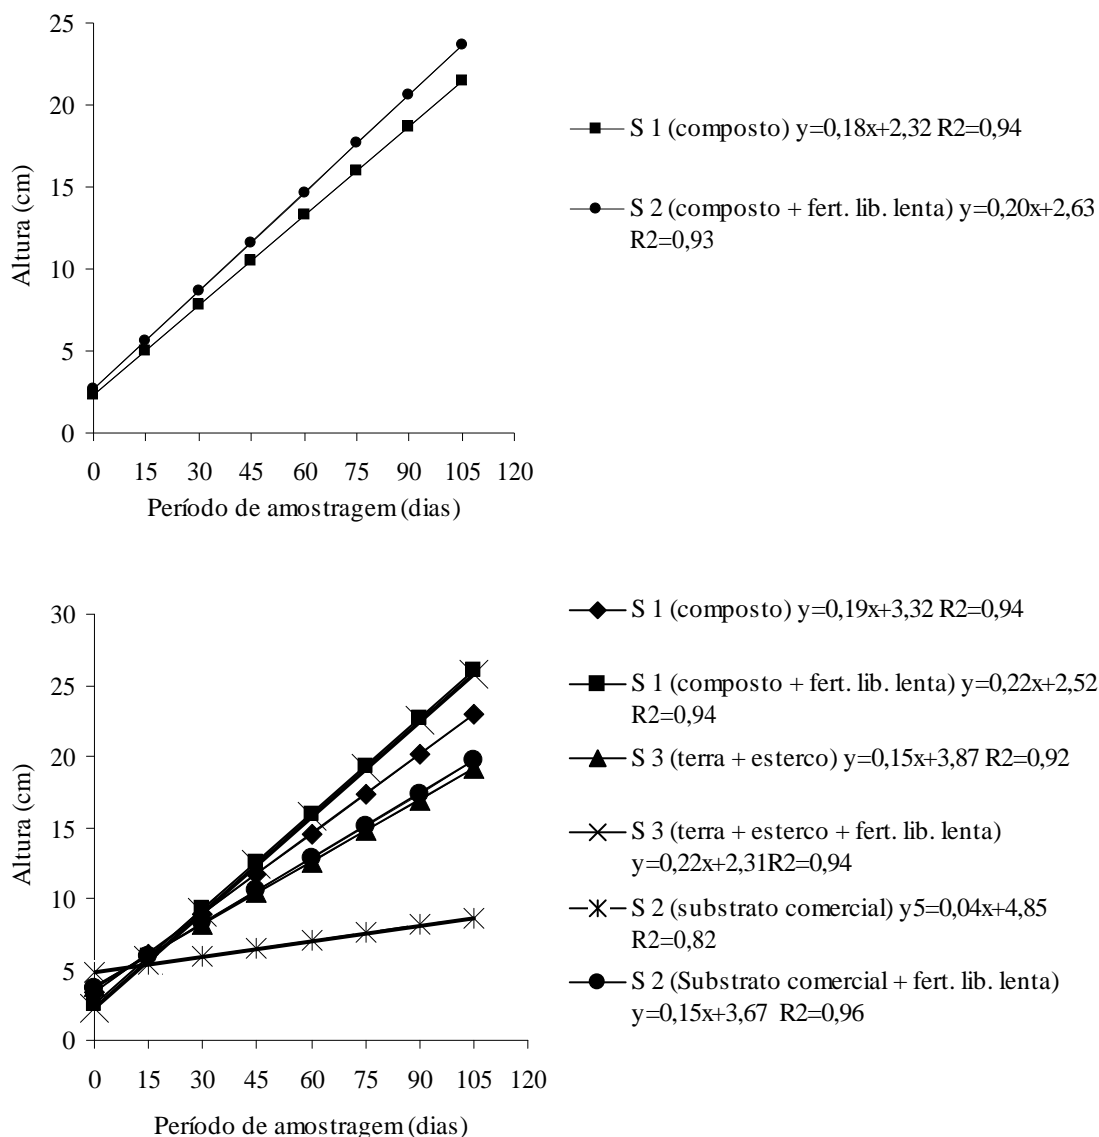 25
20
15
10
5
0
Altura (cm)
0 15 30 45 60 75 90 105 120
Período de amostragem (dias)
S 1 (composto) y=0,18x+2,32 R2=0,94
S 2 (composto + fert. lib. lenta) y=0,20x+2,63
R2=0,93
30
25
20
15
10
5
0
Altura (cm)
0 15 30 45 60 75 90 105 120
Período de amostragem (dias)
S 1 (composto) y=0,19x+3,32 R2=0,94
S 1 (composto + fert. lib. lenta) y=0,22x+2,52
R2=0,94
S 3 (terra + esterco) y=0,15x+3,87 R2=0,92
S 3 (terra + esterco + fert. lib. lenta)
y=0,22x+2,31R2=0,94
S 2 (substrato comercial) y5=0,04x+4,85
R2=0,82
S 2 (Substrato comercial + fert. lib. lenta)
y=0,15x+3,67 R2=0,96